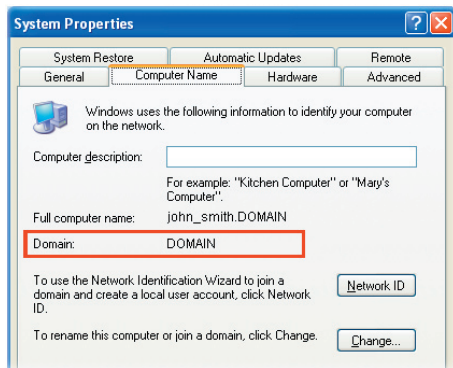 System Properties
System Restore Automatic Updates Remote
General Computer Name Hardware Advanced
Windows uses the following information to identify your computer
on the network.
Computer description:
For example: "Kitchen Computer" or "Mary's
Computer".
Full computer name: john_smith.DOMAIN
Domain: DOMAIN
To use the Network Identification Wizard to join a
domain and create a local user account, click Network
ID.
Network ID
To rename this computer or join a domain, click Change.
Change...